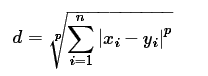 $d = \sqrt[p]{\sum_{i=1}^{n} |x_i - y_i|^p}$